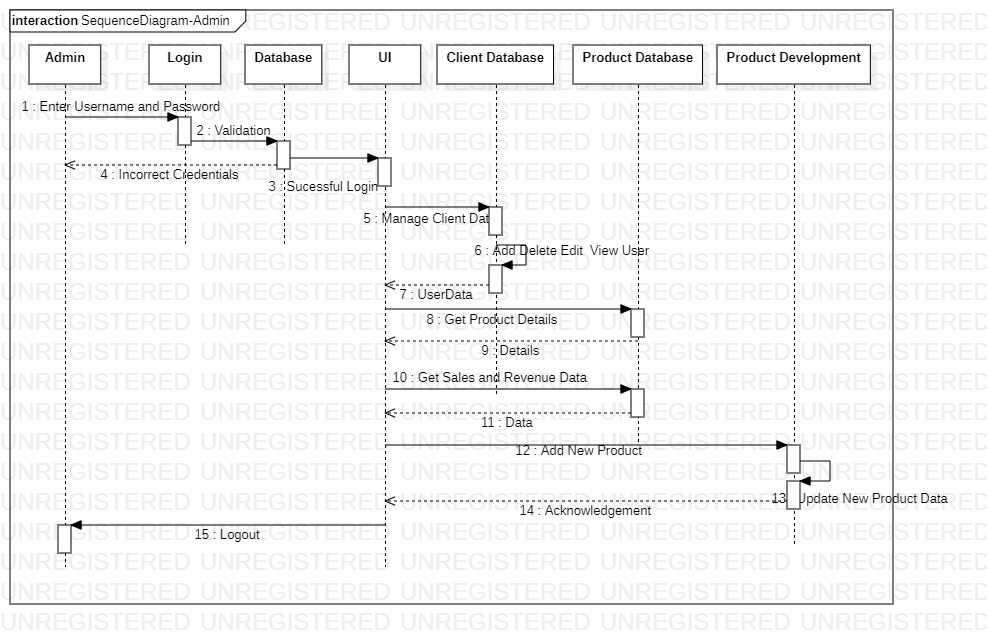 interaction SequenceDiagram-Admin
Admin
Login
Database
UI
Client Database
Product Database
Product Development
1 : Enter Username and Password
2 : Validation
3 : Sucessful Login
4 : Incorrect Credentials
5 : Manage Client Dat
6 : Add Delete Edit  View User
7 : UserData
8 : Get Product Details
9 : Details
10 : Get Sales and Revenue Data
11 : Data
12 : Add New Product
13 : Update New Product Data
14 : Acknowledgement
15 : Logout
UNREGISTERED UNREGISTERED UNREGISTERED UNREGISTERED UNREGISTERED